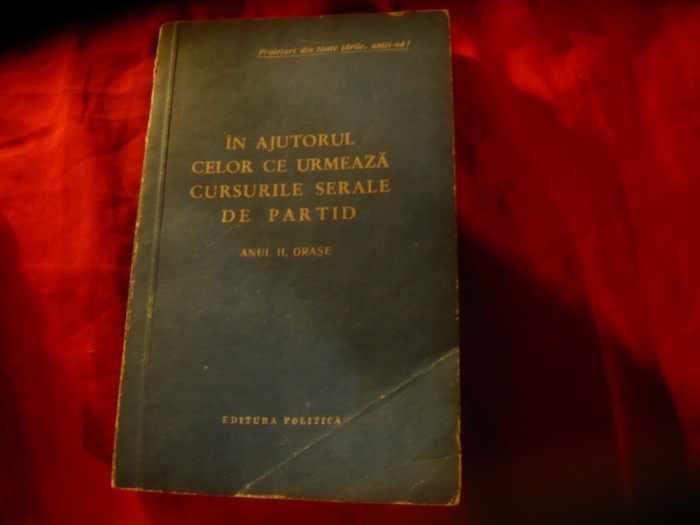 Proletari din toate țările, uniți-vă!
ÎN AJUTORUL
CELOR CE URMEAZĂ
CURSURILE SERALE
DE PARTID
ANUL II, ORAȘE
EDITURA POLITICĂ